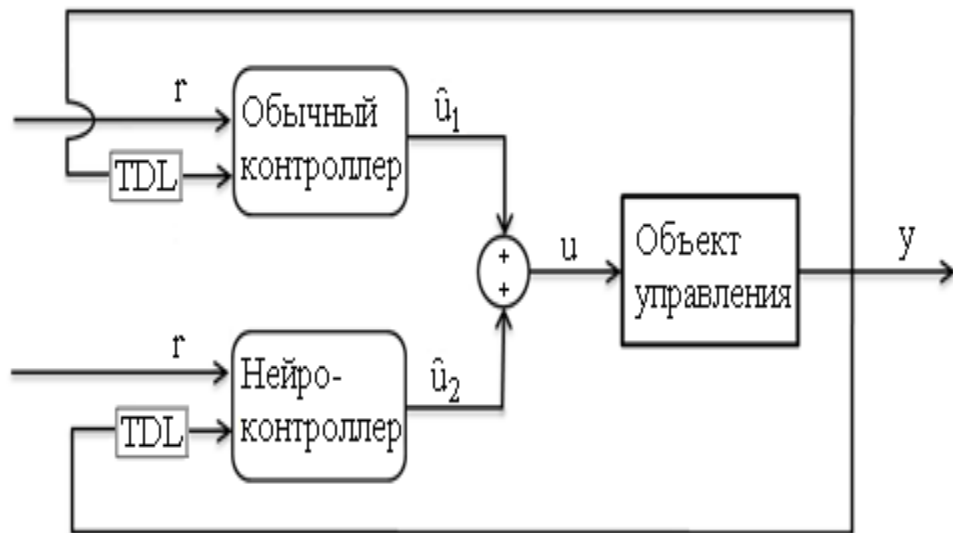 r
Обычный
контроллер
û1
TDL
+
+
u
Объект
управления
y
r
Нейро-
контроллер
û2
TDL